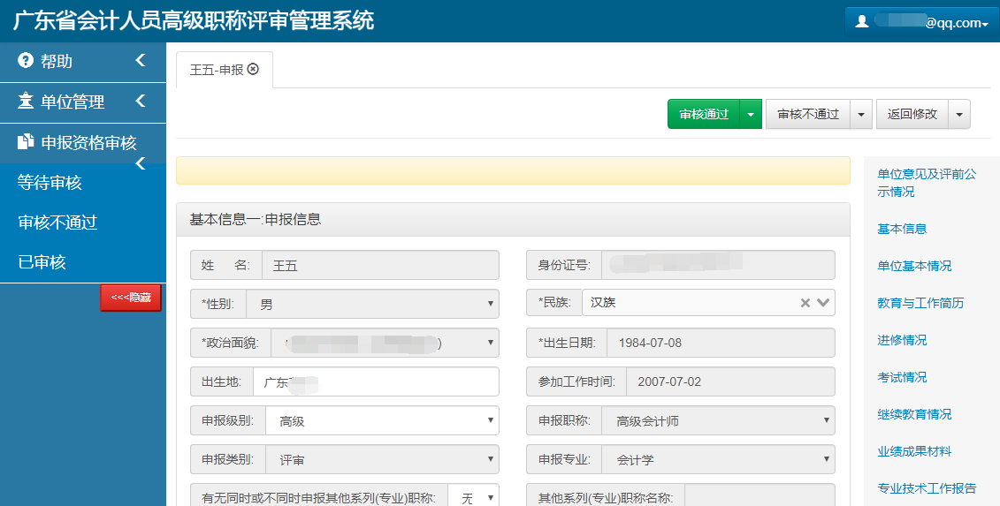 广东省会计人员高级职称评审管理系统
@qq.com
帮助
单位管理
申报资格审核
等待审核
审核不通过
已审核
<<<隐藏
王五-申报
审核通过
审核不通过
返回修改
基本信息一:申报信息
姓 名: 王五
身份证号:
*性别: 男
*民族: 汉族
*政治面貌: )
*出生日期: 1984-07-08
出生地: 广东
参加工作时间: 2007-07-02
申报级别: 高级
申报职称: 高级会计师
申报类别: 评审
申报专业: 会计学
有无同时或不同时申报其他系列(专业)职称: 无
其他系列(专业)职称名称:
单位意见及评前公
示情况
基本信息
单位基本情况
教育与工作简历
进修情况
考试情况
继续教育情况
业绩成果材料
专业技术工作报告